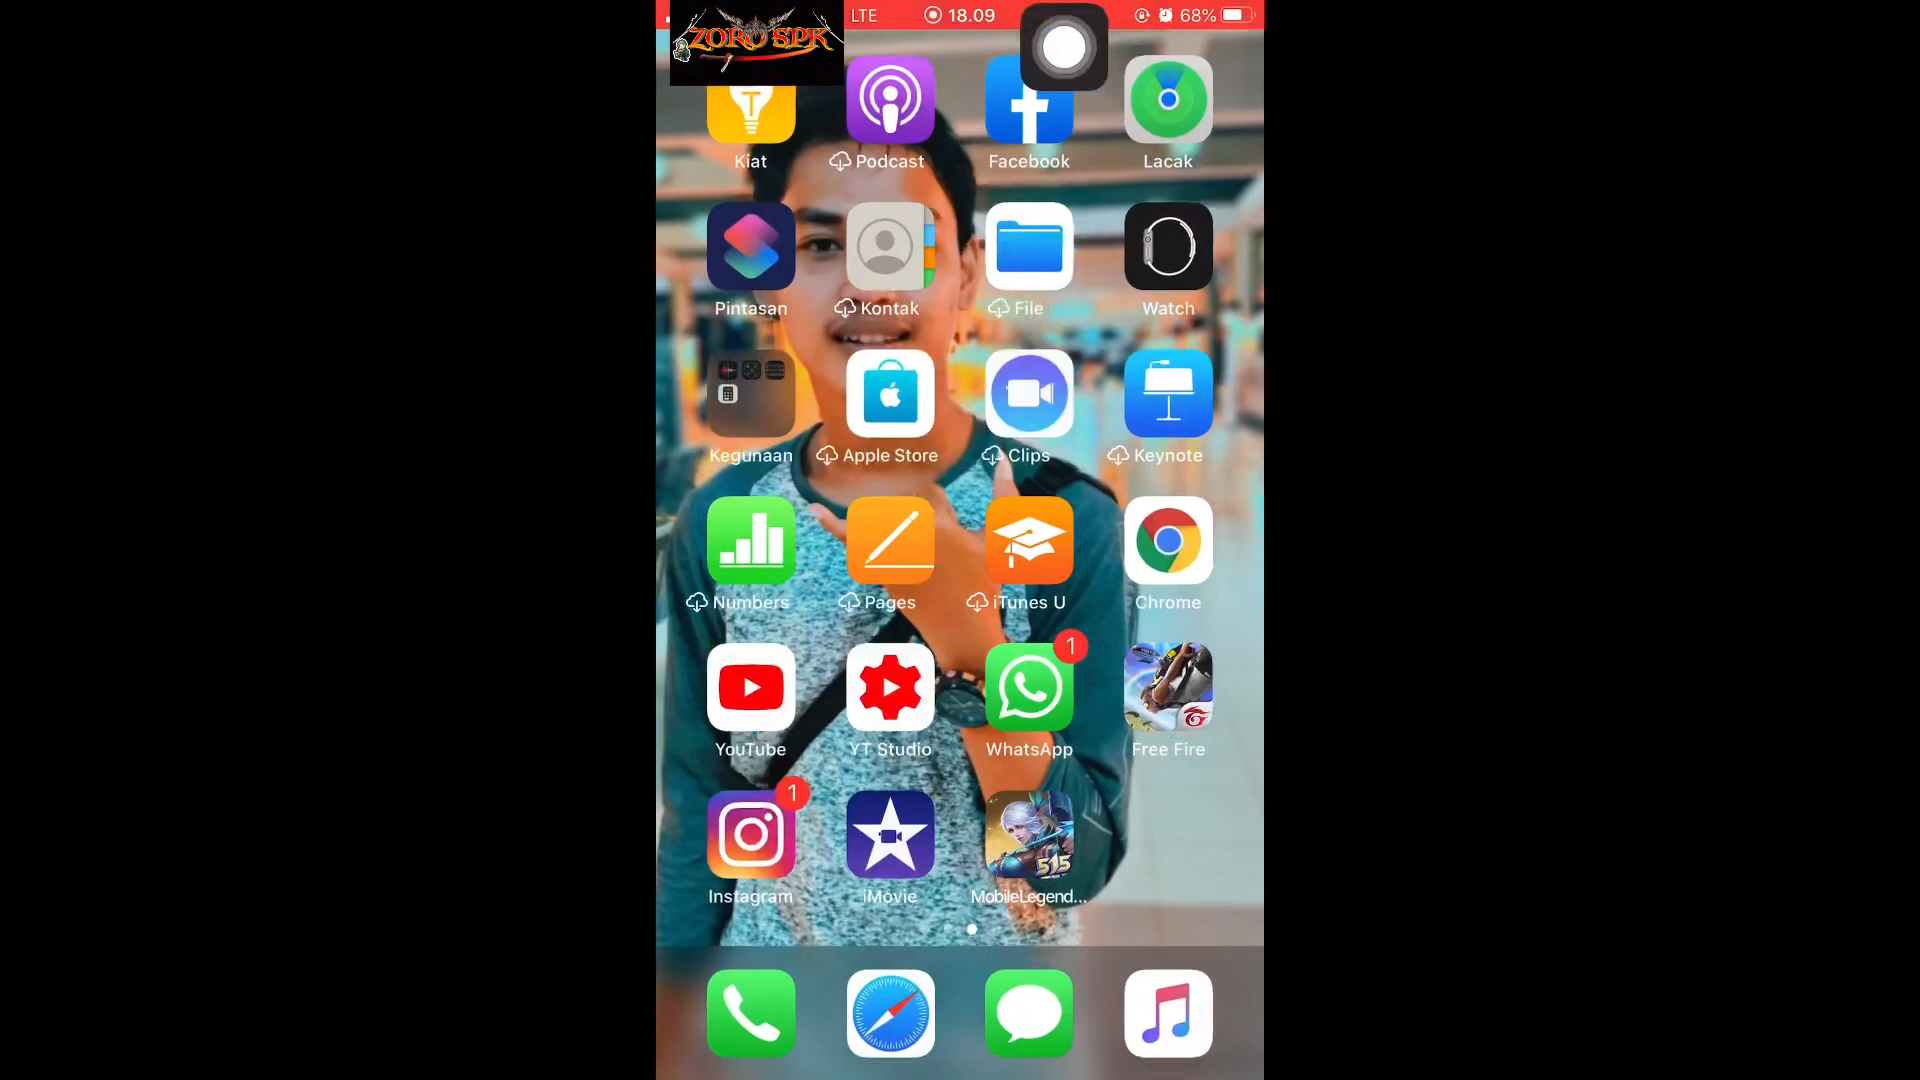 LTE 18.09 68%
ZORO SPK
Kiat Podcast Facebook Lacak
Pintasan Kontak File Watch
Kegunaan Apple Store Clips Keynote
Numbers Pages iTunes U Chrome
1
YouTube YT Studio WhatsApp Free Fire
1
515
Instagram iMovie MobileLegend...